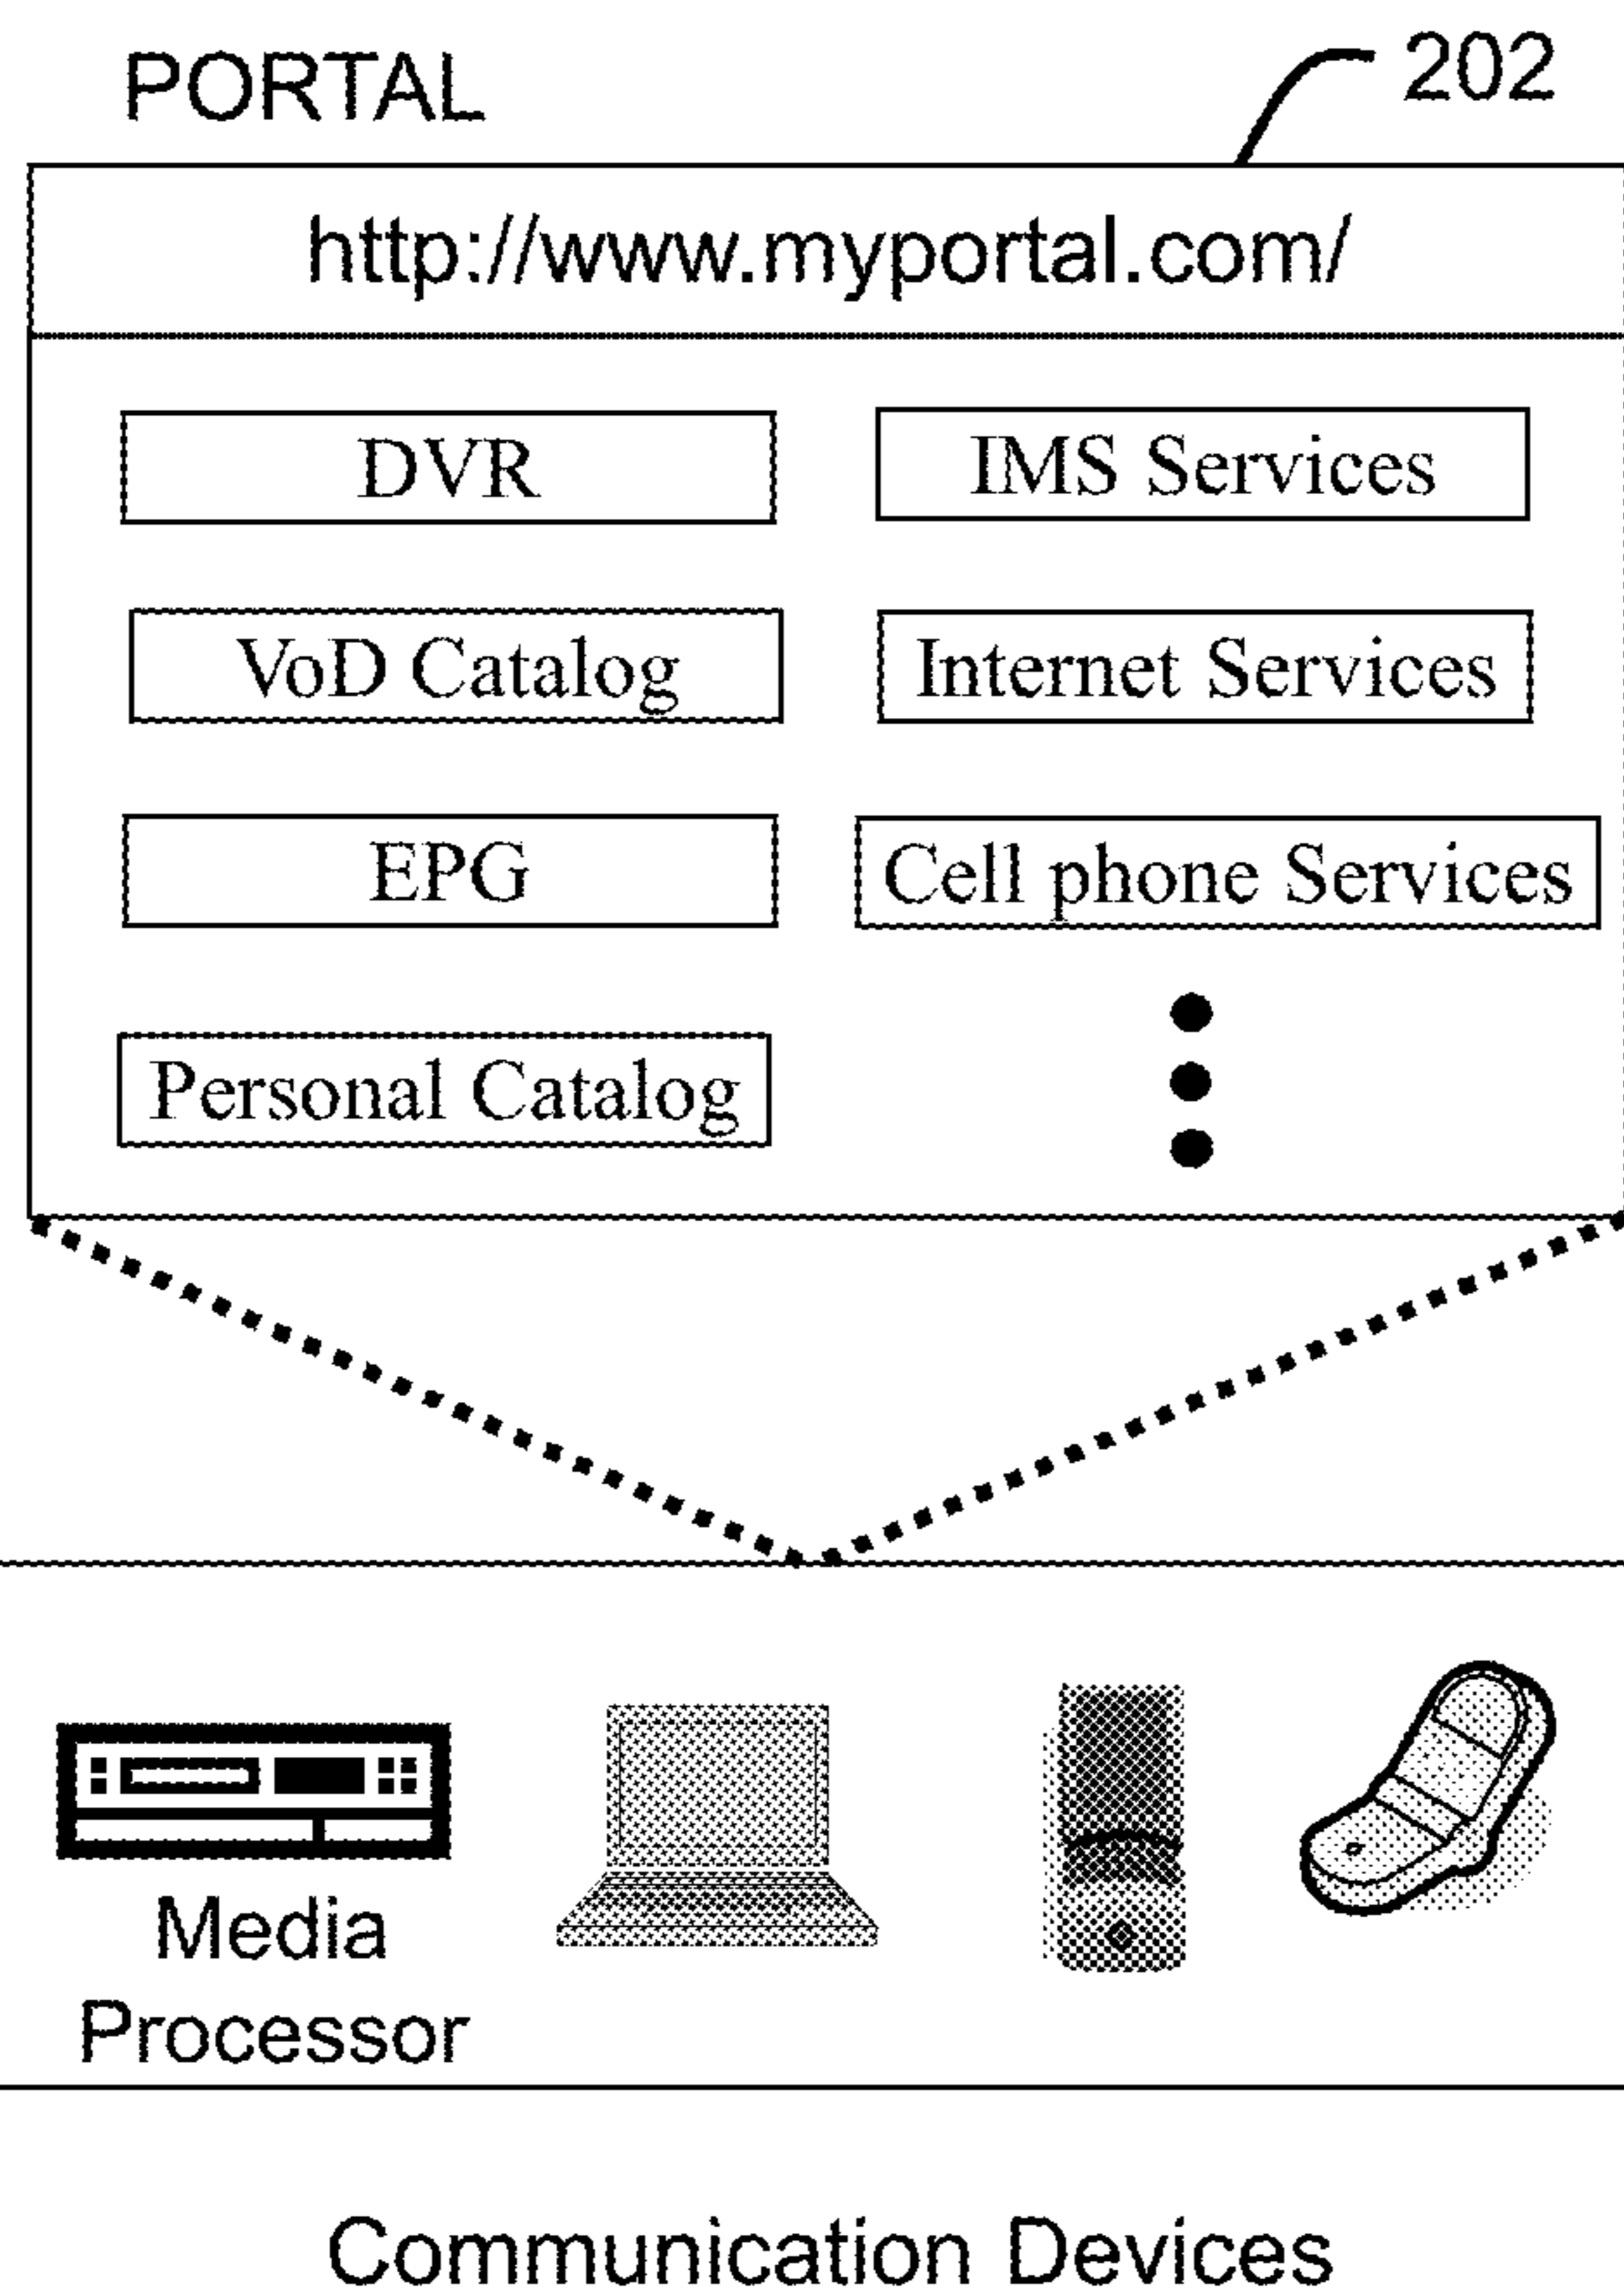 PORTAL
202
http://www.myportal.com/
DVR
IMS Services
VoD Catalog
Internet Services
EPG
Cell phone Services
Personal Catalog
Media
Processor
Communication Devices